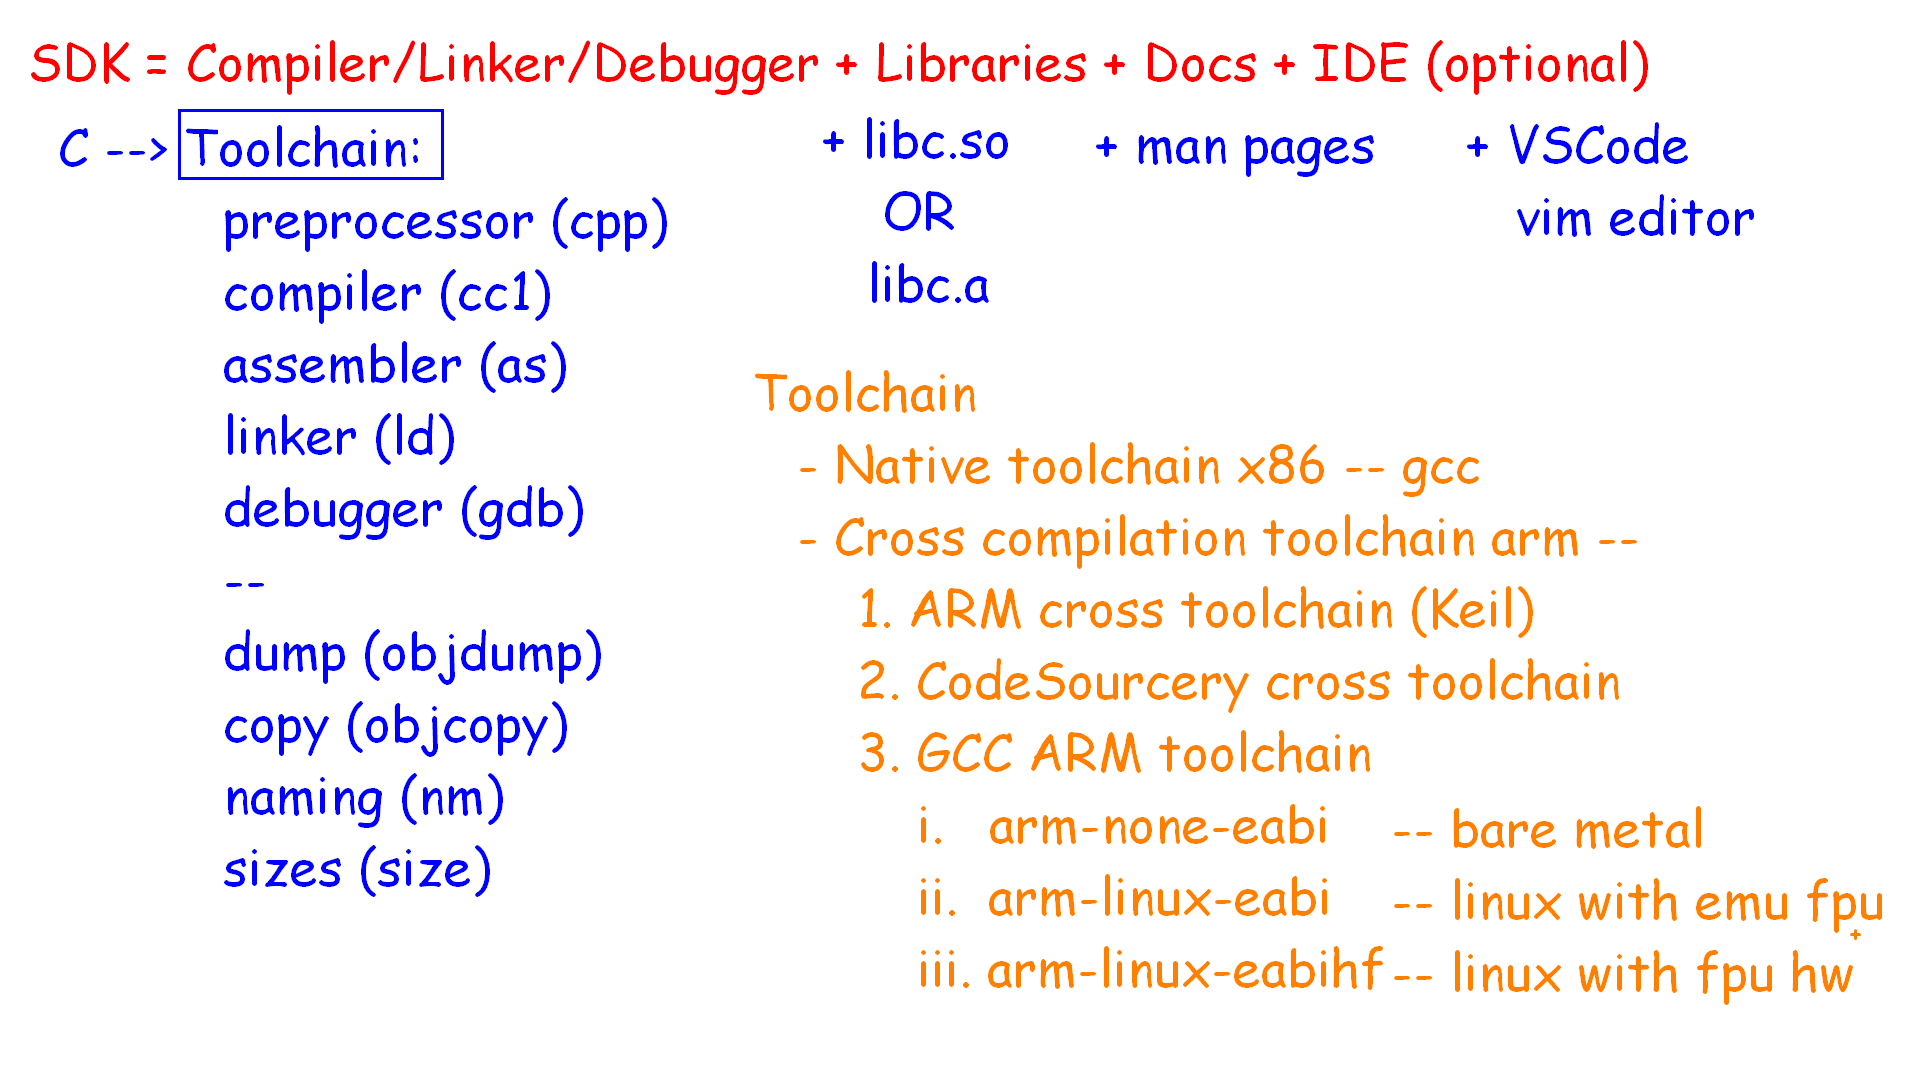 SDK = Compiler/Linker/Debugger + Libraries + Docs + IDE (optional)
C --> Toolchain:
preprocessor (cpp)
compiler (cc1)
assembler (as)
linker (ld)
debugger (gdb)
--
dump (objdump)
copy (objcopy)
naming (nm)
sizes (size)
+ libc.so
OR
libc.a
+ man pages
+ VSCode
vim editor
Toolchain
- Native toolchain x86 -- gcc
- Cross compilation toolchain arm --
1. ARM cross toolchain (Keil)
2. CodeSourcery cross toolchain
3. GCC ARM toolchain
i. arm-none-eabi -- bare metal
ii. arm-linux-eabi -- linux with emu fpu
iii. arm-linux-eabihf -- linux with fpu hw